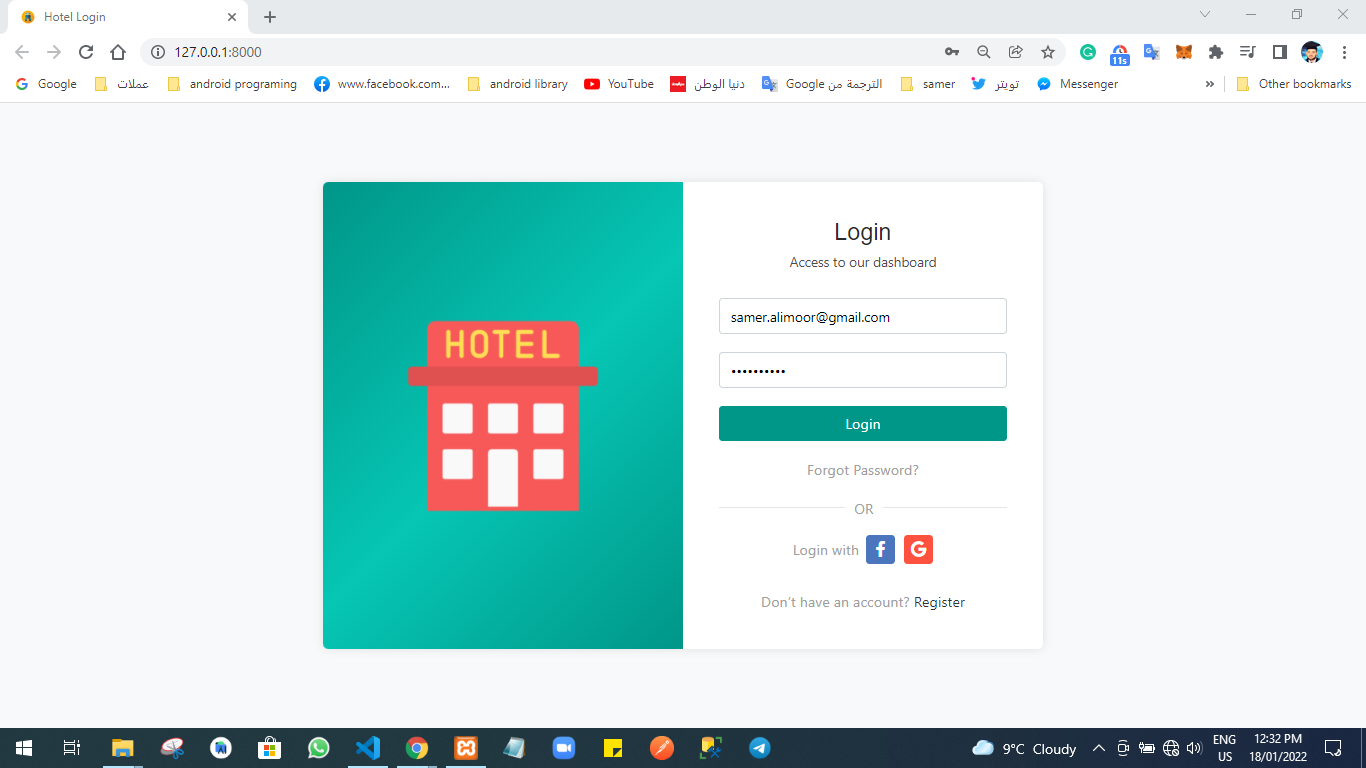 Hotel Login
127.0.0.1:8000
11s
Google
عملات
android programing
www.facebook.com...
android library
YouTube
دنيا الوطن
الترجمة من Google
samer
تويتر
Messenger
»
Other bookmarks
HOTEL
Login
Access to our dashboard
samer.alimoor@gmail.com
••••••••••
Login
Forgot Password?
OR
Login with
Don't have an account? Register
9°C Cloudy
ENG
US
12:32 PM
18/01/2022